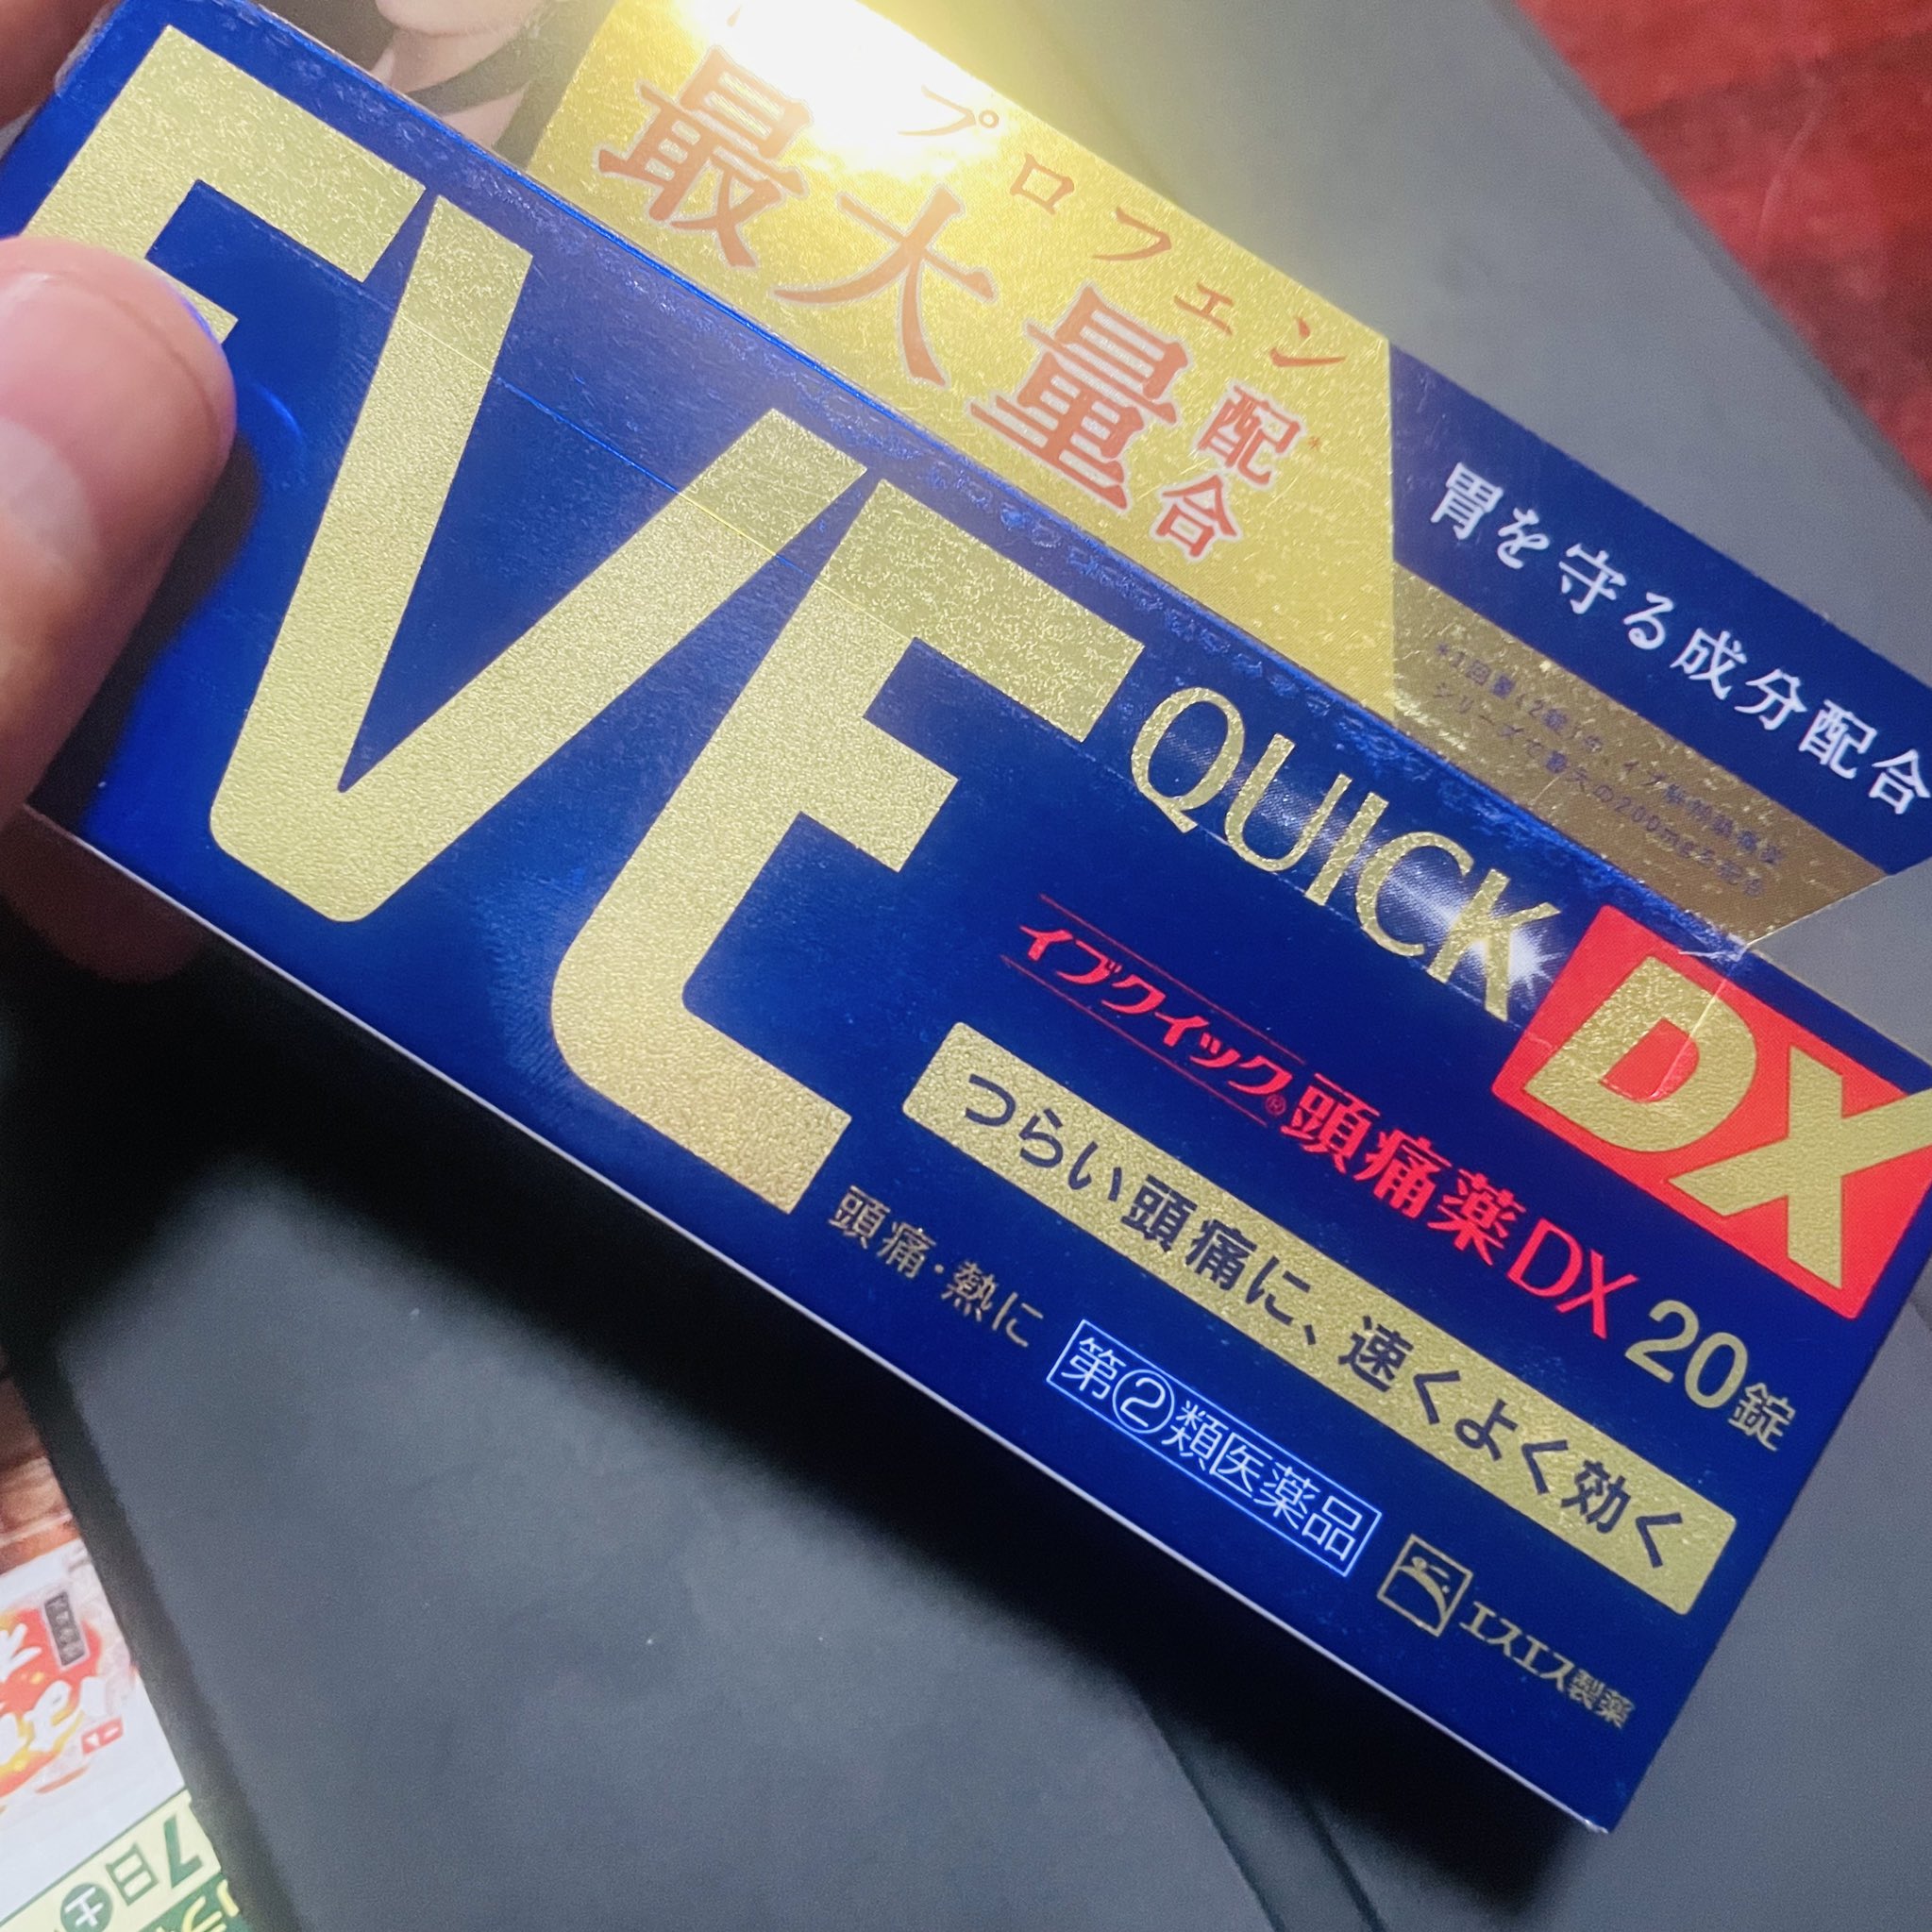 プロフェン
最大量配合*
胃を守る成分配合
EVE QUICK DX
イブクイック®頭痛薬DX 20錠
つらい頭痛に、速くよく効く
頭痛・熱に
第②類医薬品
エスエス製薬
7日土